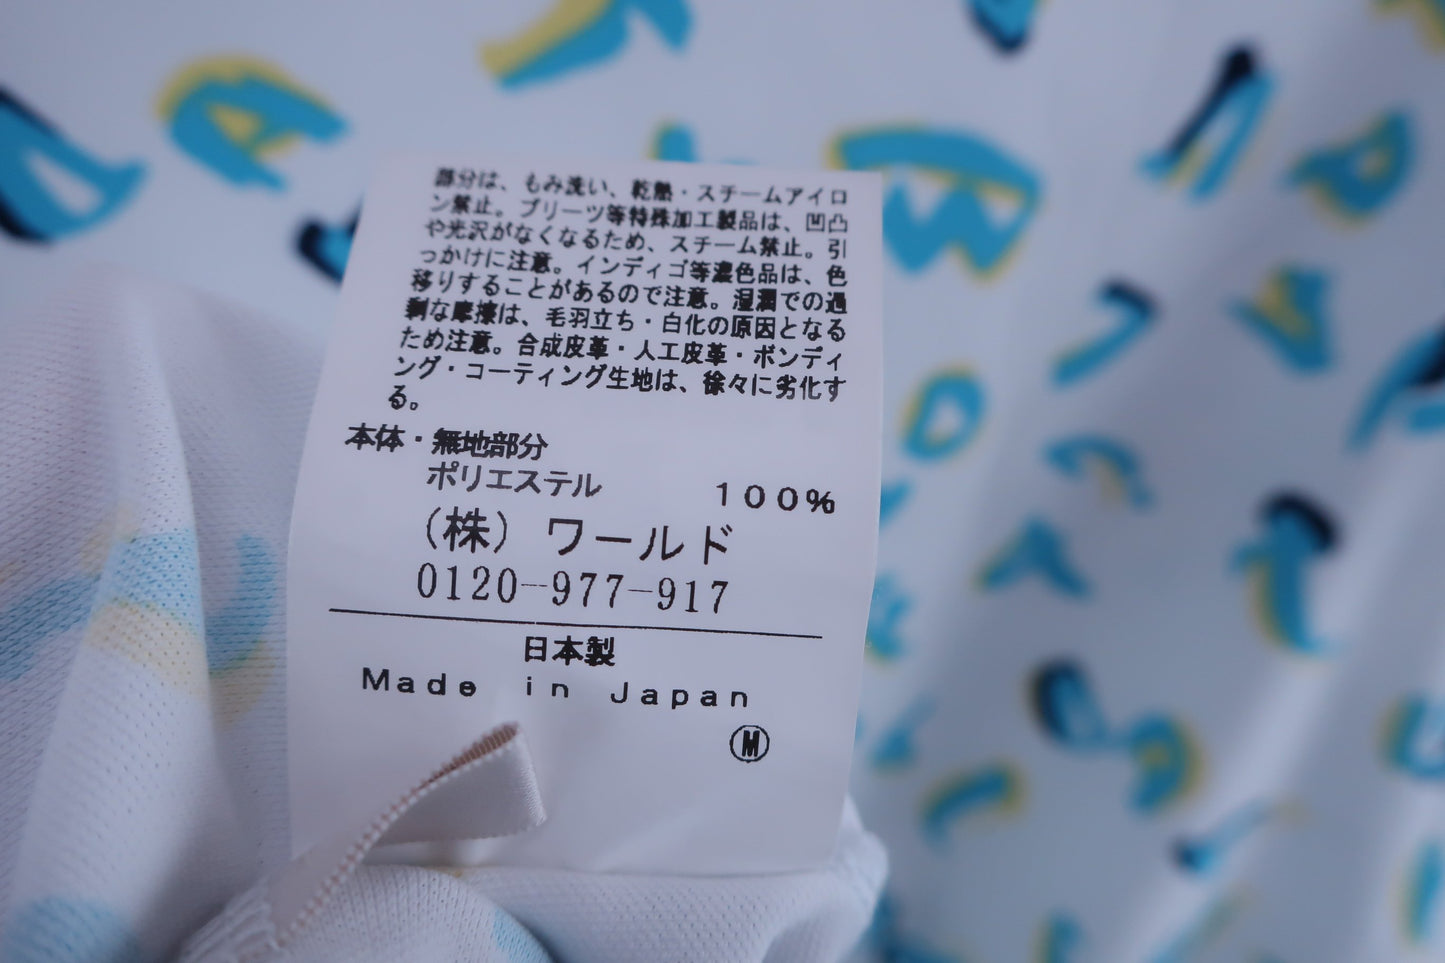 部分は、もみ洗い、乾熱・スチームアイロ
ン禁止。プリーツ等特殊加工製品は、凹凸
や光沢がなくなるため、スチーム禁止。引
っかけに注意。インディゴ等濃色品は、色
移りすることがあるので注意。湿潤での過
剰な摩擦は、毛羽立ち・白化の原因となる
ため注意。合成皮革・人工皮革・ボンディ
ング・コーティング生地は、徐々に劣化す
る。
本体・無地部分
ポリエステル 100%
(株) ワールド
0120-977-917
日本製
Made in Japan
Ⓜ